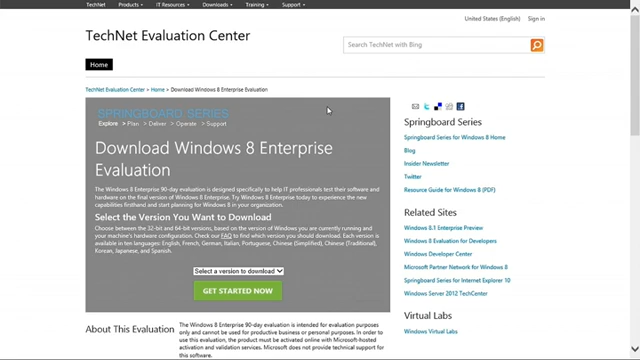 TechNet Products IT Resources Downloads Training Support
United States (English) Sign in
TechNet Evaluation Center
Search TechNet with Bing
Home
TechNet Evaluation Center > Home > Download Windows 8 Enterprise Evaluation
SPRINGBOARD SERIES
Explore > Plan > Deliver > Operate > Support
Download Windows 8 Enterprise
Evaluation
The Windows 8 Enterprise 90-day evaluation is designed specifically to help IT professionals test their software and
hardware on the final version of Windows 8 Enterprise. Try Windows 8 Enterprise today to experience the new
capabilities firsthand and start planning for Windows 8 in your organization.
Select the Version You Want to Download
Choose between the 32-bit and 64-bit versions, based on the version of Windows you are currently running and
your machine's hardware configuration. Check our FAQ to find which version you should download. Each version is
available in ten languages: English, French, German, Italian, Portuguese, Chinese (Simplified), Chinese (Traditional),
Korean, Japanese, and Spanish.
Select a version to download
GET STARTED NOW
About This Evaluation
The Windows 8 Enterprise 90-day evaluation is intended for evaluation purposes
only and cannot be used for productive business or personal purposes. In order to
use this evaluation, the product must be activated online with Microsoft-hosted
activation and validation services. Microsoft does not provide technical support for
this software.
Springboard Series
Springboard Series for Windows 8 Home
Blog
Insider Newsletter
Twitter
Resource Guide for Windows 8 (PDF)
Related Sites
Windows 8.1 Enterprise Preview
Windows 8 Evaluation for Developers
Windows Developer Center
Microsoft Partner Network for Windows 8
Springboard Series for Internet Explorer 10
Windows Server 2012 TechCenter
Virtual Labs
Windows Virtual Labs